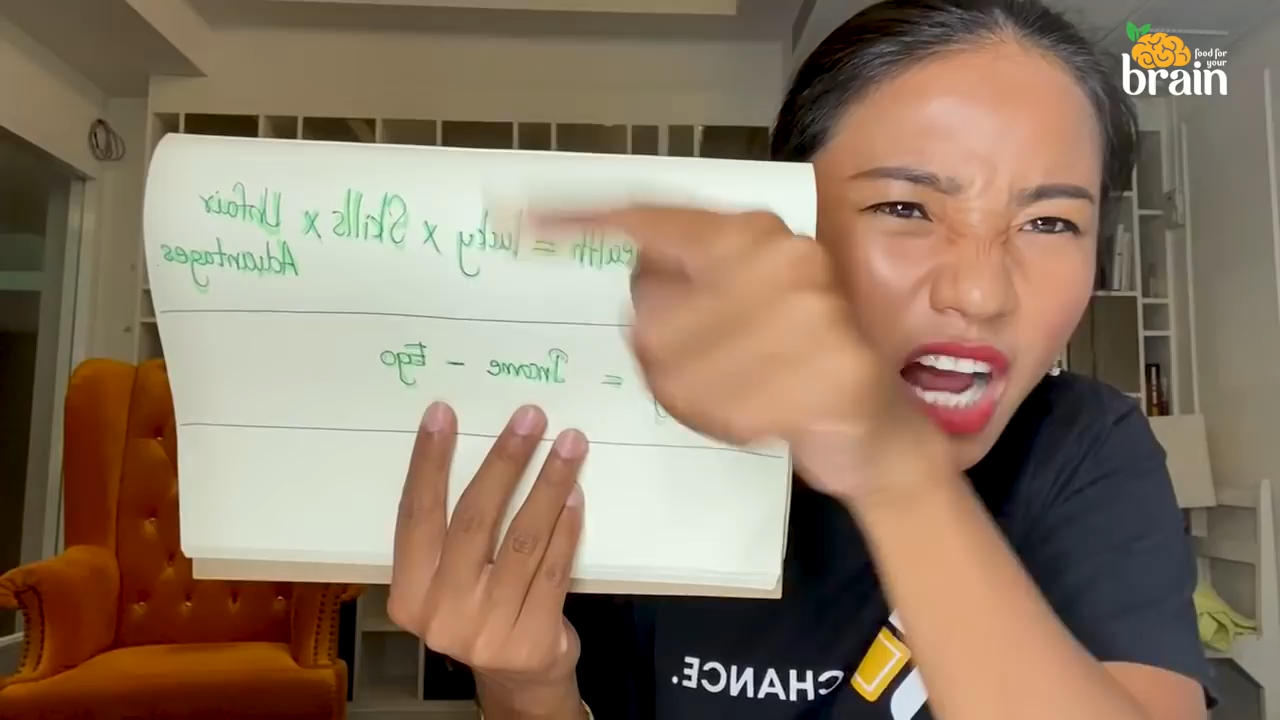 food for
your
brain
= lucky x Skills x Unfair
Advantages
= Income - Ego
CHANCE.